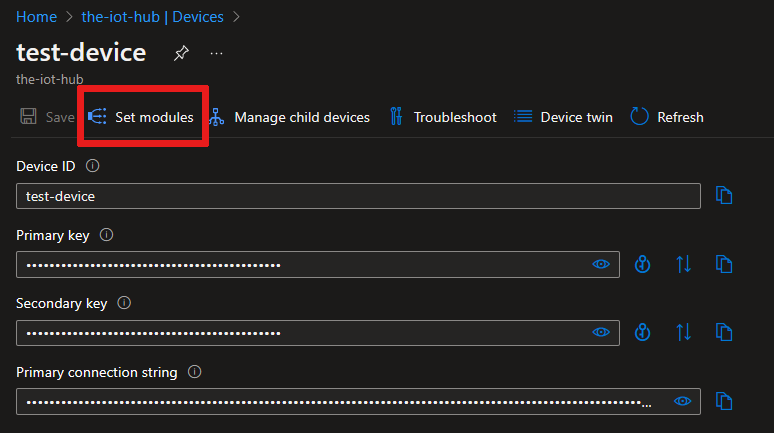 Home > the-iot-hub | Devices >
test-device
the-iot-hub
Save Set modules Manage child devices Troubleshoot Device twin Refresh
Device ID
test-device
Primary key
Secondary key
Primary connection string